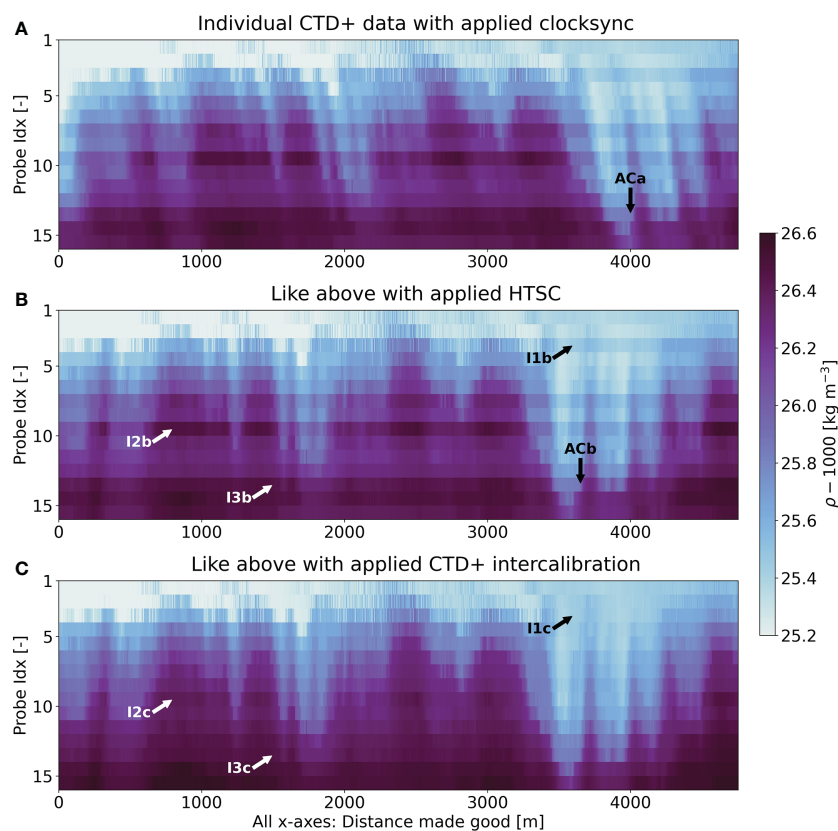 A
Individual CTD+ data with applied clocksync
1
5
10
15
Probe Idx [-]
ACa
0 1000 2000 3000 4000
B
Like above with applied HTSC
1
5
10
15
Probe Idx [-]
I1b
I2b
I3b
ACb
0 1000 2000 3000 4000
C
Like above with applied CTD+ intercalibration
1
5
10
15
Probe Idx [-]
I1c
I2c
I3c
0 1000 2000 3000 4000
All x-axes: Distance made good [m]
26.6
26.4
26.2
26.0
25.8
25.6
25.4
25.2
ρ − 1000 [kg m⁻³]